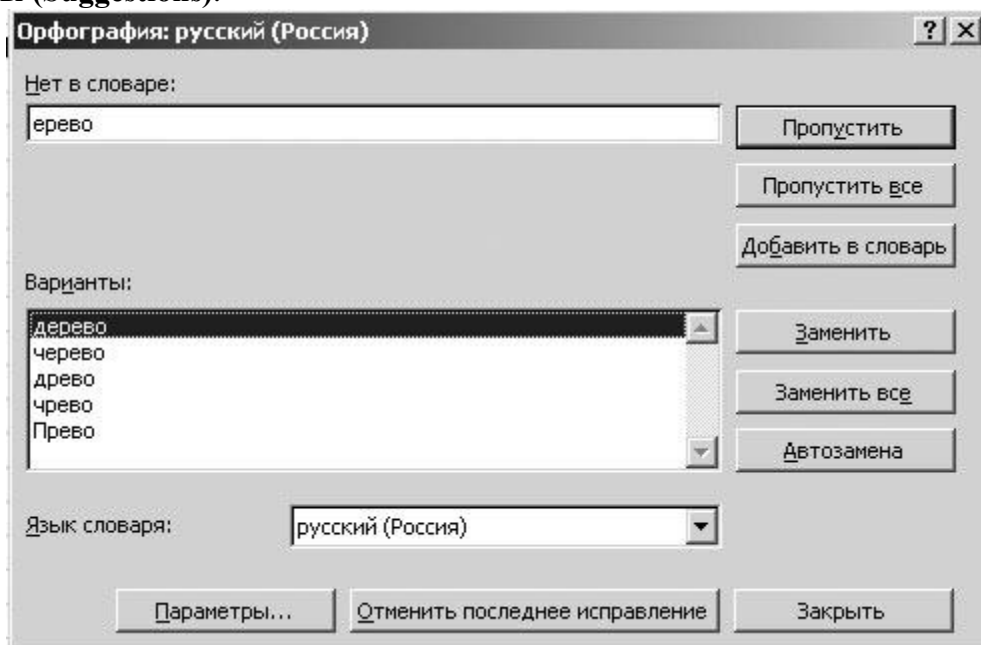 (Suggestions).
Орфография: русский (Россия)
Нет в словаре:
ерево
Пропустить
Пропустить все
Добавить в словарь
Варианты:
дерево
черево
древо
чрево
Прево
Заменить
Заменить все
Автозамена
Язык словаря:
русский (Россия)
Параметры...
Отменить последнее исправление
Закрыть